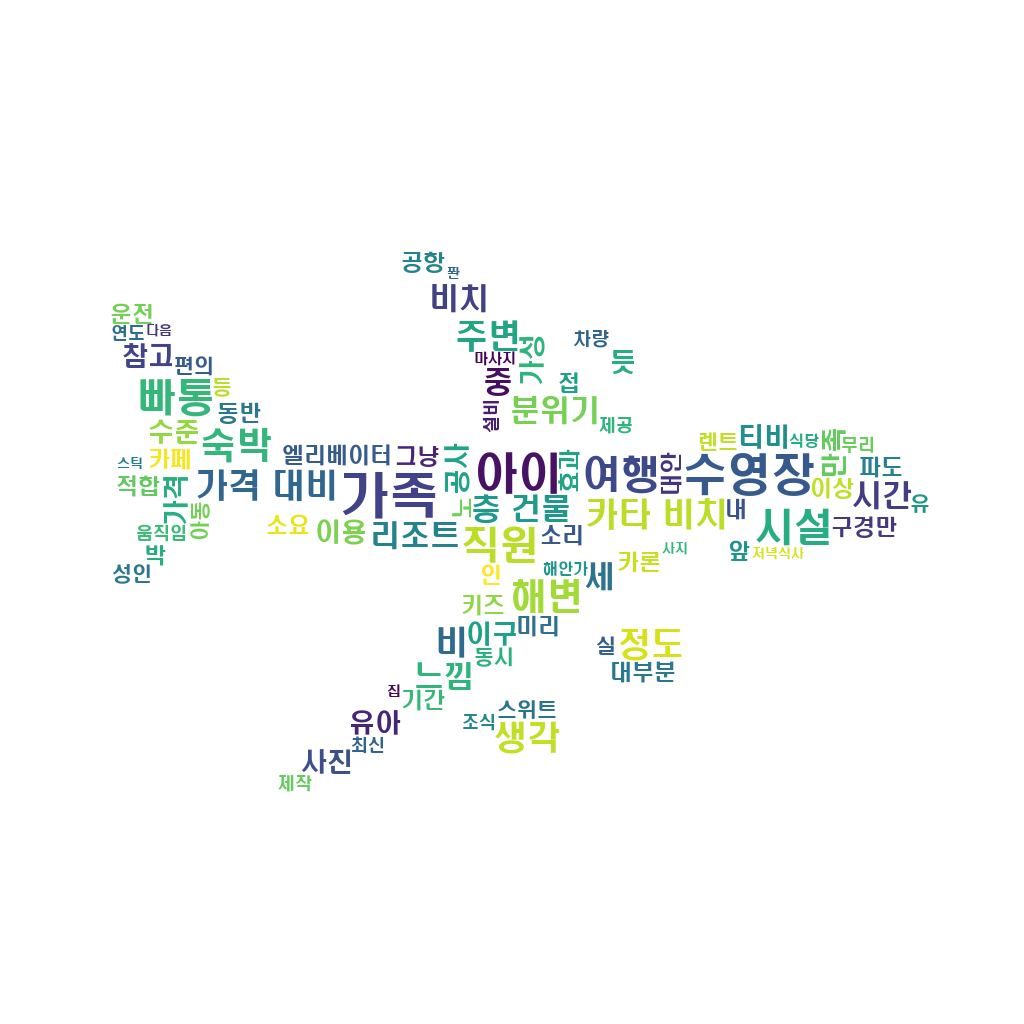 공항
짠
비치
운전
연도
다음
주변
가성
차량
참고
편의
마사지
듯
중
접
빠통
등
동반
설비
분위기
제공
수준
숙박
렌트
티비
식당
만족
무리
카페
엘리베이터
그냥
공사
아이
효과
여행
대인
수영장
파도
스틱
적합
가격
가격 대비
가족
이상
시간
유
노
층 건물
카타 비치
내
아동
움직임
소요
이용
리조트
직원
소리
시설
구경만
박
앞
저녁식사
사지
카론
성인
인
해안가
세
키즈
해변
비
이구
미리
실
정도
동시
느낌
대부분
집
기간
유아
조식
스위트
최신
생각
사진
제작